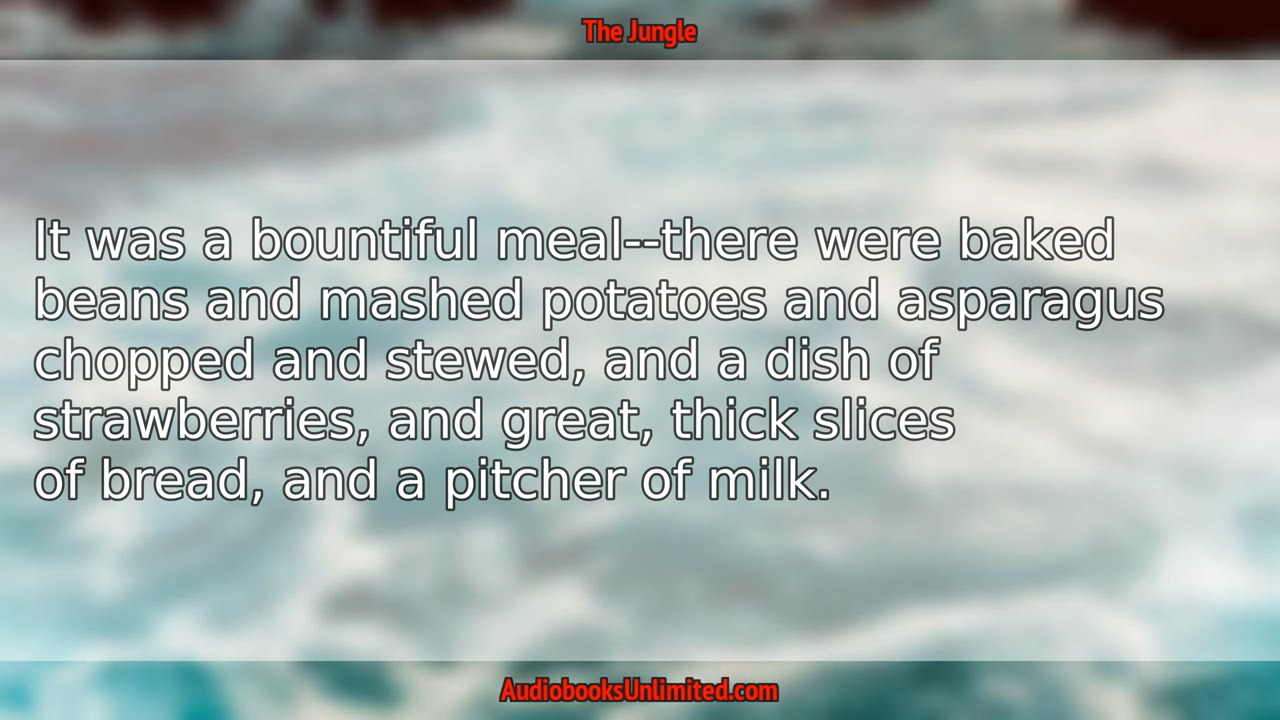 The Jungle
It was a bountiful meal--there were baked
beans and mashed potatoes and asparagus
chopped and stewed, and a dish of
strawberries, and great, thick slices
of bread, and a pitcher of milk.
AudiobooksUnlimited.com